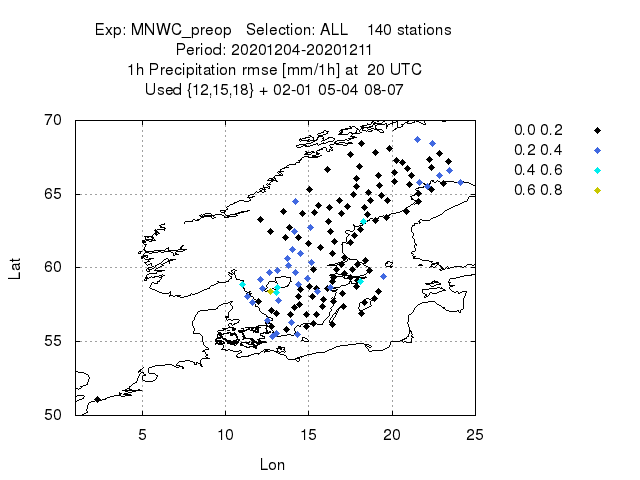 Exp: MNWC_preop   Selection: ALL    140 stations
Period: 20201204-20201211
1h Precipitation rmse [mm/1h] at  20 UTC
Used {12,15,18} + 02-01 05-04 08-07
70
65
60
55
50
Lat
5
10
15
20
25
Lon
0.0 0.2
0.2 0.4
0.4 0.6
0.6 0.8